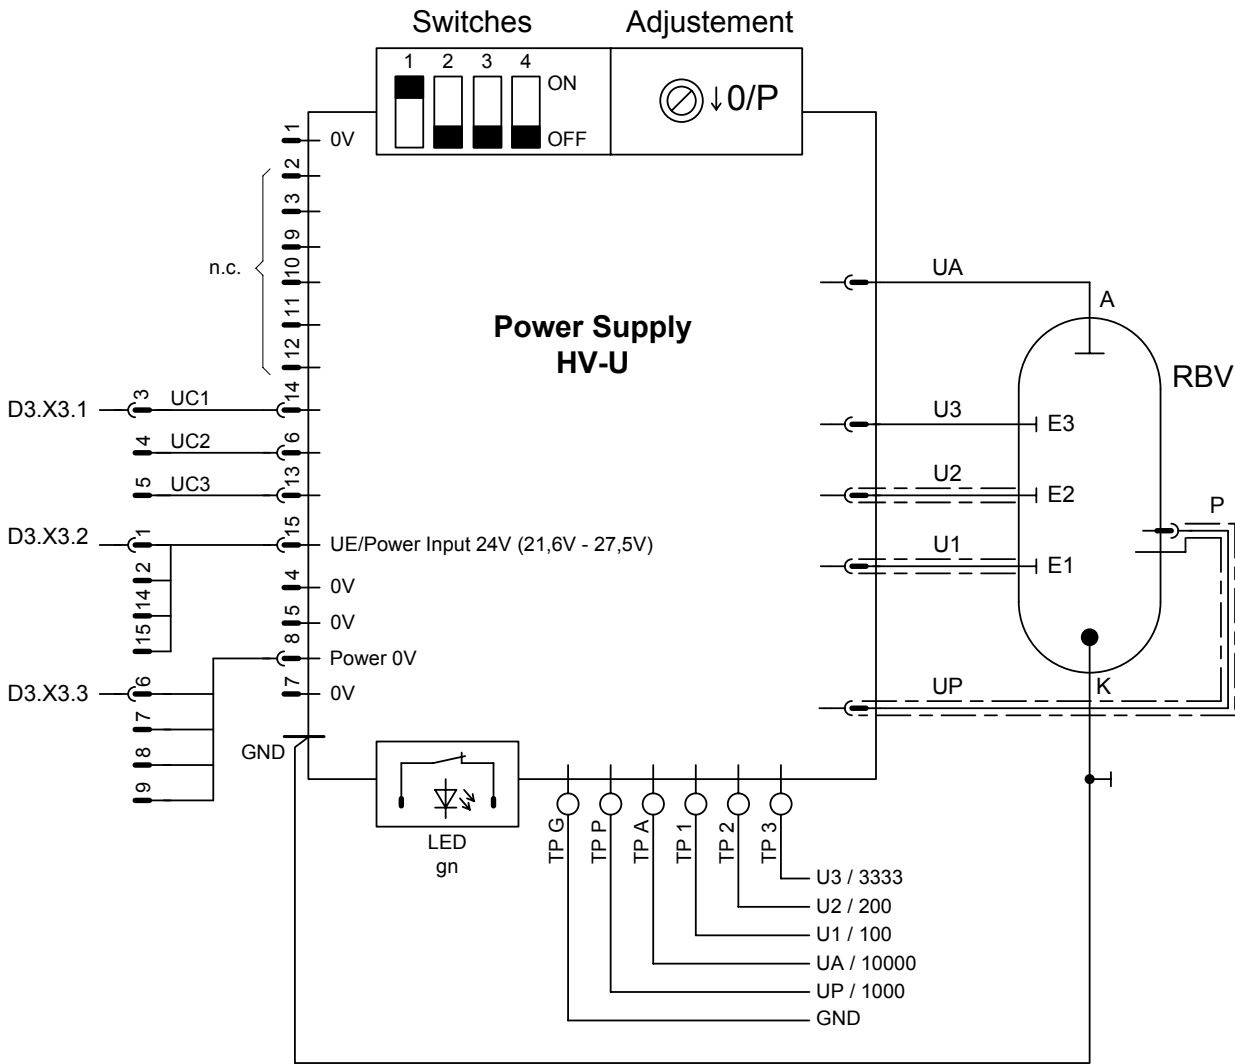 Switches
Adjustement
1 2 3 4
ON
OFF
↓0/P
1
0V
2
3
9
10
11
12
n.c.
Power Supply
HV-U
UA
A
RBV
D3.X3.1
3
UC1
14
4
UC2
6
5
UC3
13
U3
E3
U2
E2
P
D3.X3.2
1
15
UE/Power Input 24V (21,6V - 27,5V)
U1
E1
2
4
0V
14
5
0V
15
8
Power 0V
D3.X3.3
6
7
0V
UP
K
7
8
9
GND
LED
gn
TP G
TP P
TP A
TP 1
TP 2
TP 3
U3 / 3333
U2 / 200
U1 / 100
UA / 10000
UP / 1000
GND